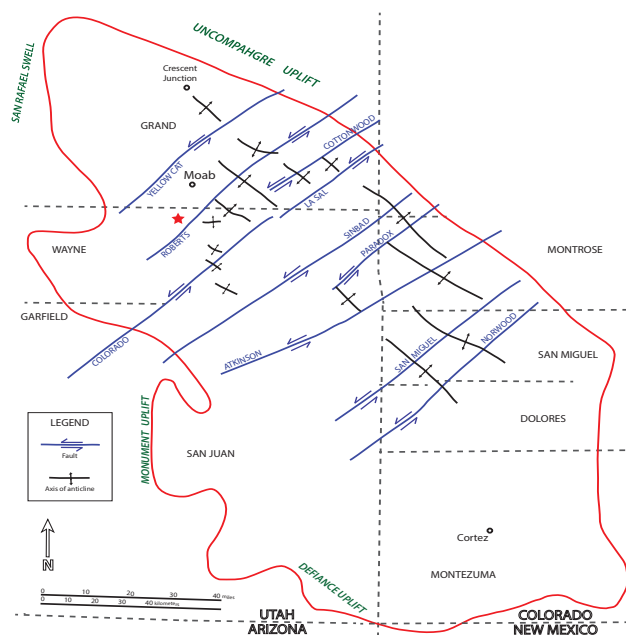 UNCOMPAHGRE UPLIFT
SAN RAFAEL SWELL
Crescent
Junction
GRAND
COTTONWOOD
YELLOW CAT
Moab
LA SAL
ROBERTS
SINBAD
PARADOX
WAYNE
MONTROSE
GARFIELD
COLORADO
ATKINSON
SAN MIGUEL
NORWOOD
SAN MIGUEL
DOLORES
MONUMENT UPLIFT
SAN JUAN
LEGEND
Fault
Axis of anticline
N
Cortez
MONTEZUMA
DEFIANCE UPLIFT
0 10 20 30 40 miles
0 10 20 30 40 kilometers
UTAH
ARIZONA
COLORADO
NEW MEXICO